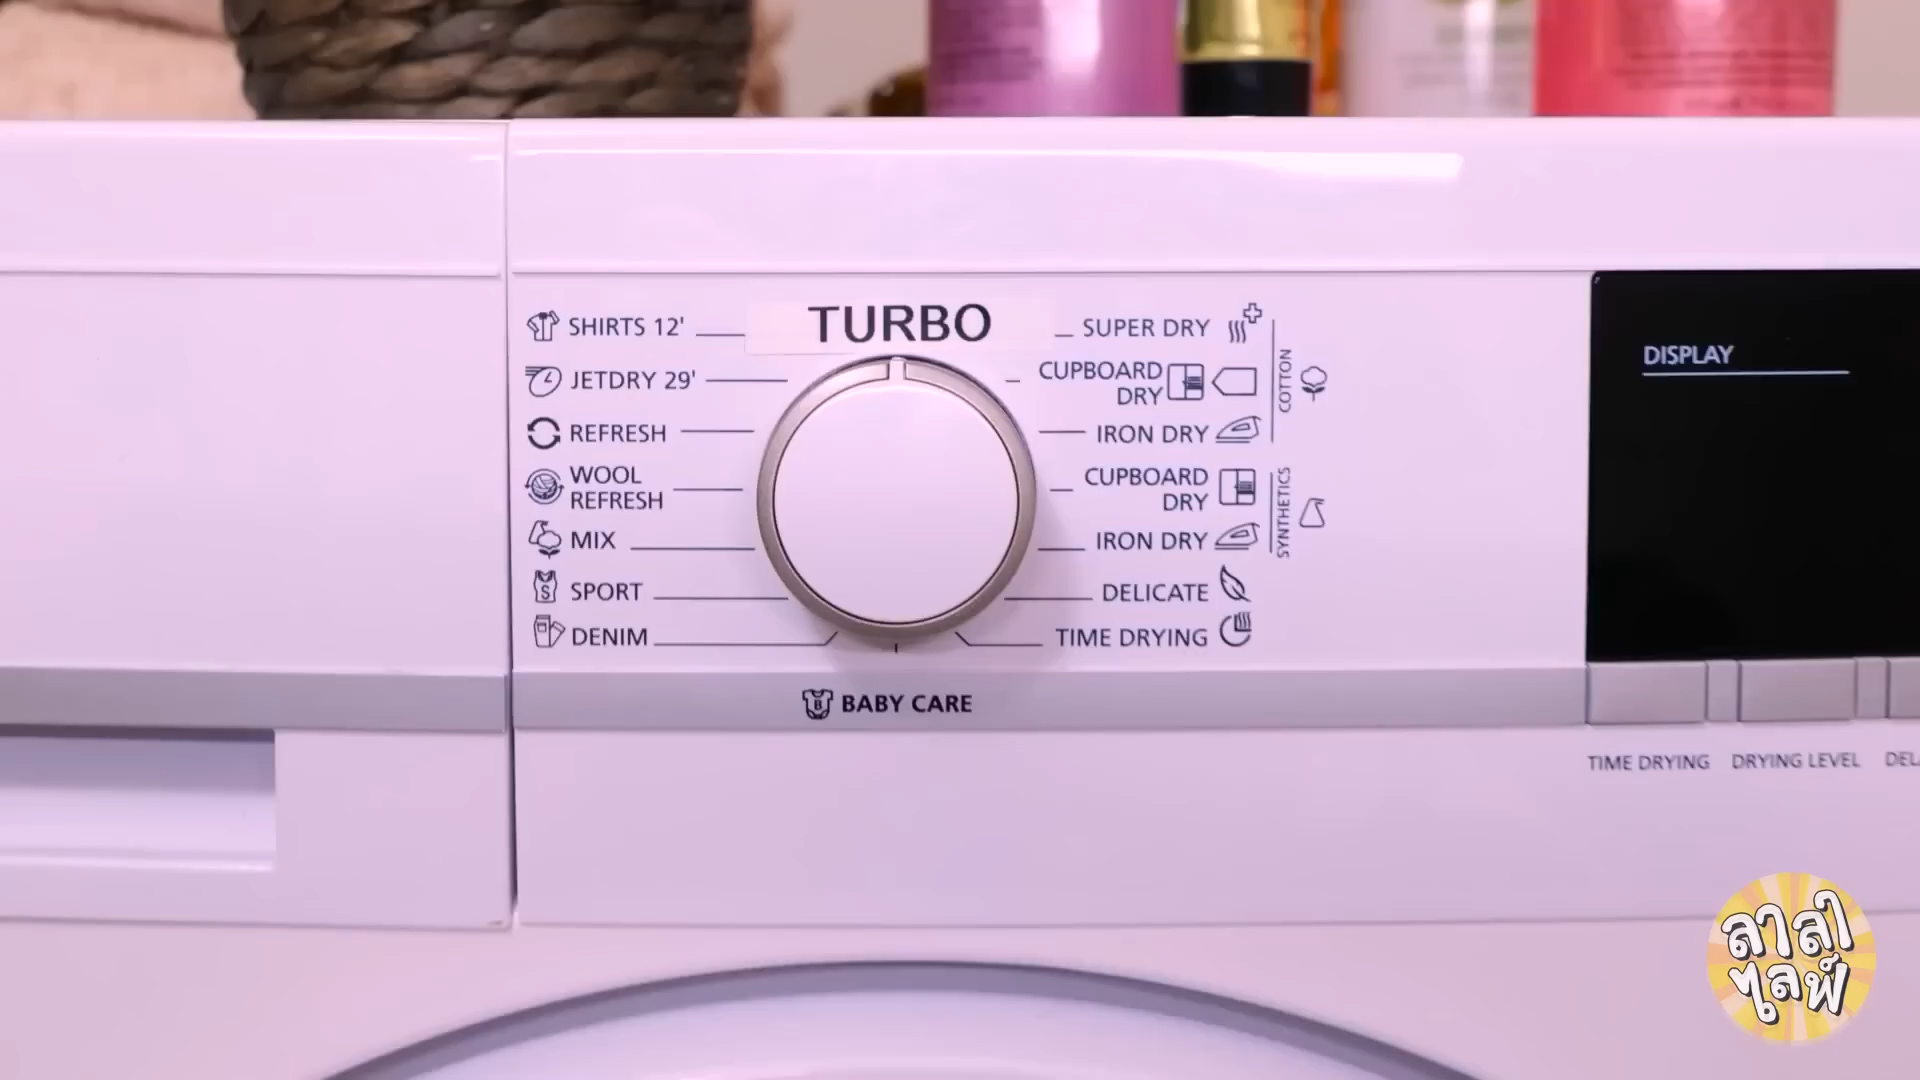 TURBO
SHIRTS 12'
JETDRY 29'
REFRESH
WOOL
REFRESH
MIX
SPORT
DENIM
SUPER DRY
CUPBOARD
DRY
IRON DRY
COTTON
CUPBOARD
DRY
IRON DRY
SYNTHETICS
DELICATE
TIME DRYING
BABY CARE
DISPLAY
TIME DRYING
DRYING LEVEL
ลาลา
ไลฟ์